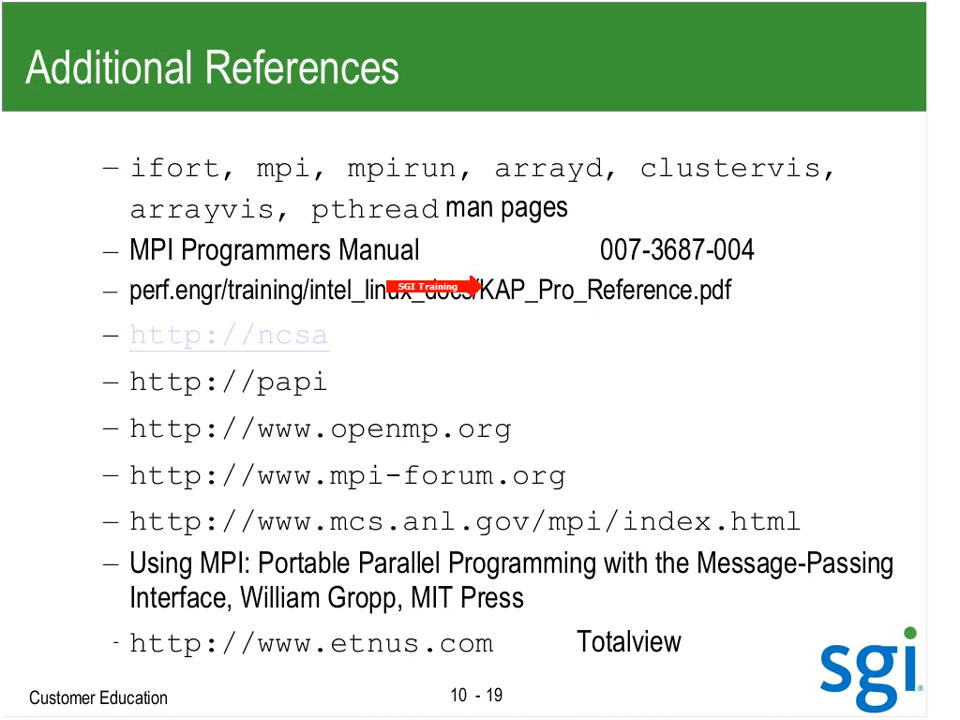 Additional References
– ifort, mpi, mpirun, arrayd, clustervis,
arrayvis, pthread man pages
– MPI Programmers Manual 007-3687-004
– perf.engr/training/intel_linux_docs/KAP_Pro_Reference.pdf
SGI Training
– http://ncsa
– http://papi
– http://www.openmp.org
– http://www.mpi-forum.org
– http://www.mcs.anl.gov/mpi/index.html
– Using MPI: Portable Parallel Programming with the Message-Passing
Interface, William Gropp, MIT Press
- http://www.etnus.com Totalview
sgi®
Customer Education 10 - 19